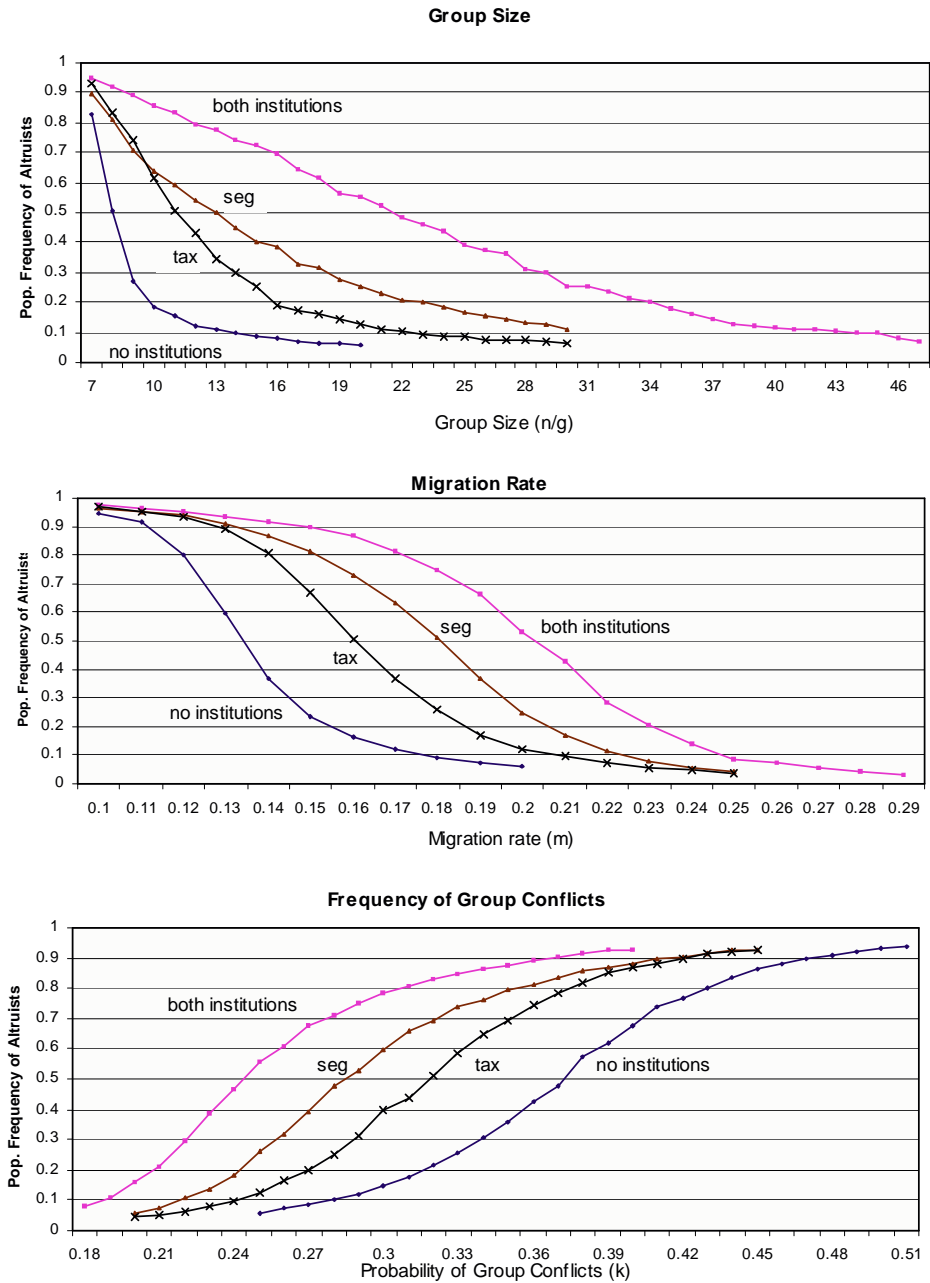 Group Size
1
0.9
0.8
0.7
0.6
0.5
0.4
0.3
0.2
0.1
0
Pop. Frequency of Altruists
both institutions
seg
tax
no institutions
7 10 13 16 19 22 25 28 31 34 37 40 43 46
Group Size (n/g)
Migration Rate
1
0.9
0.8
0.7
0.6
0.5
0.4
0.3
0.2
0.1
0
Pop. Frequency of Altruists
seg
both institutions
tax
no institutions
0.1 0.11 0.12 0.13 0.14 0.15 0.16 0.17 0.18 0.19 0.2 0.21 0.22 0.23 0.24 0.25 0.26 0.27 0.28 0.29
Migration rate (m)
Frequency of Group Conflicts
1
0.9
0.8
0.7
0.6
0.5
0.4
0.3
0.2
0.1
0
Pop. Frequency of Altruists
both institutions
seg
tax
no institutions
0.18 0.21 0.24 0.27 0.3 0.33 0.36 0.39 0.42 0.45 0.48 0.51
Probability of Group Conflicts (k)